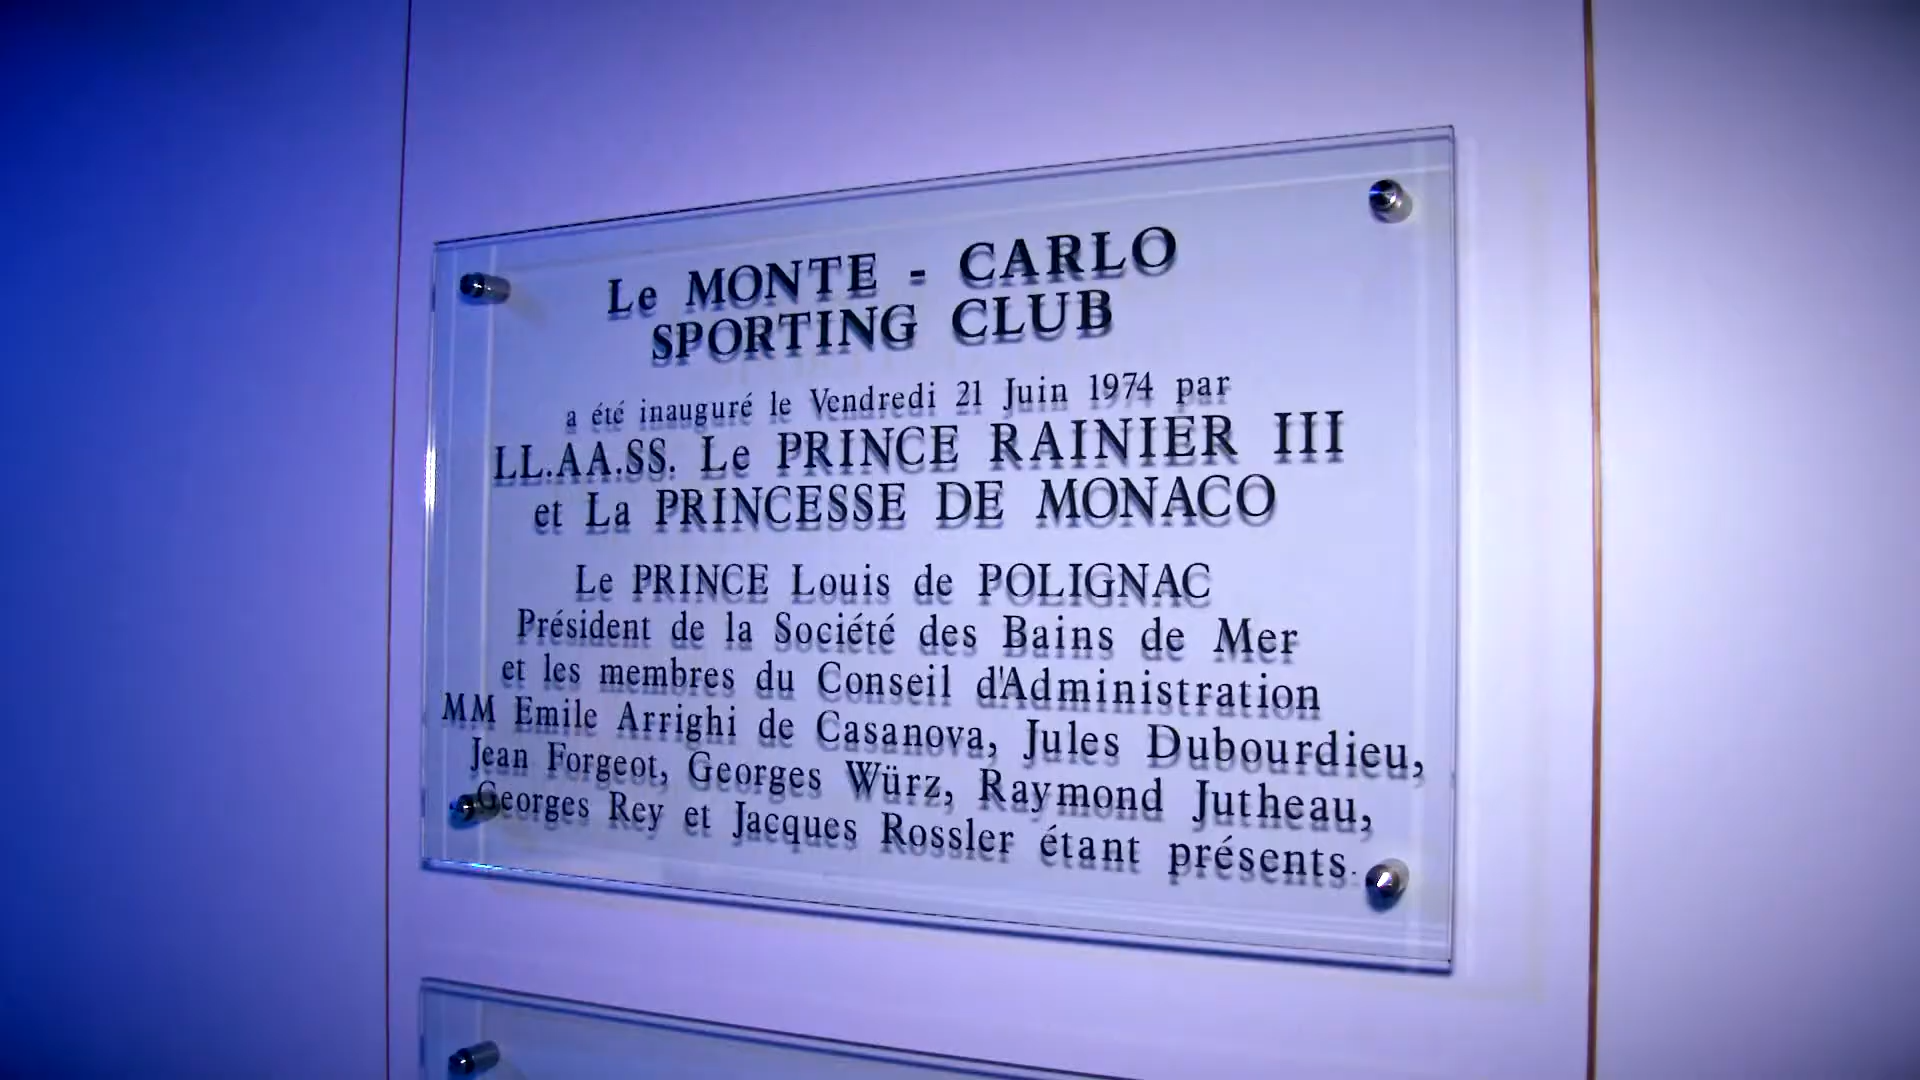 Le MONTE - CARLO
SPORTING CLUB
a été inauguré le Vendredi 21 Juin 1974 par
LL.AA.SS. Le PRINCE RAINIER III
et La PRINCESSE DE MONACO
Le PRINCE Louis de POLIGNAC
Président de la Société des Bains de Mer
et les membres du Conseil d'Administration
MM Emile Arrighi de Casanova, Jules Dubourdieu,
Jean Forgeot, Georges Würz, Raymond Jutheau,
Georges Rey et Jacques Rossler étant présents.